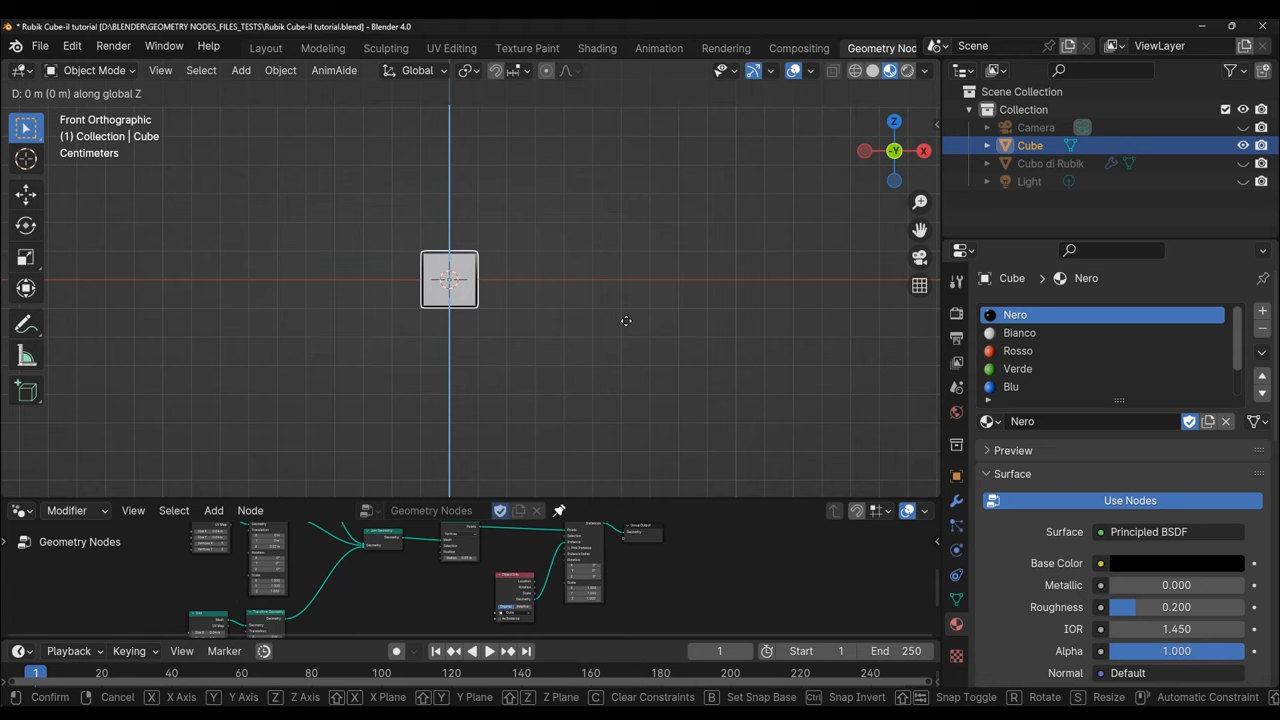 * Rubik Cube-il tutorial [D:\BLENDER\GEOMETRY NODES_FILES_TESTS\Rubik Cube-il tutorial.blend] - Blender 4.0
File Edit Render Window Help Layout Modeling Sculpting UV Editing Texture Paint Shading Animation Rendering Compositing Geometry Nod Scene ViewLayer
Object Mode View Select Add Object AnimAide Global
D: 0 m (0 m) along global Z
Front Orthographic
(1) Collection | Cube
Centimeters
Z
-Y
X
Scene Collection
Collection
Camera
Cube
Cubo di Rubik
Light
Cube > Nero
Nero
Bianco
Rosso
Verde
Blu
Nero
Preview
Surface
Use Nodes
Surface Principled BSDF
Base Color
Metallic 0.000
Roughness 0.200
IOR 1.450
Alpha 1.000
Normal Default
Modifier View Select Add Node Geometry Nodes
Geometry Nodes
Playback Keying View Marker 1 Start 1 End 250
1 20 40 60 80 100 120 140 160 180 200 220 240
Confirm Cancel X X Axis Y Y Axis Z Z Axis X X Plane Y Y Plane Z Z Plane C Clear Constraints B Set Snap Base Ctrl Snap Invert Snap Toggle R Rotate S Resize Automatic Constraint